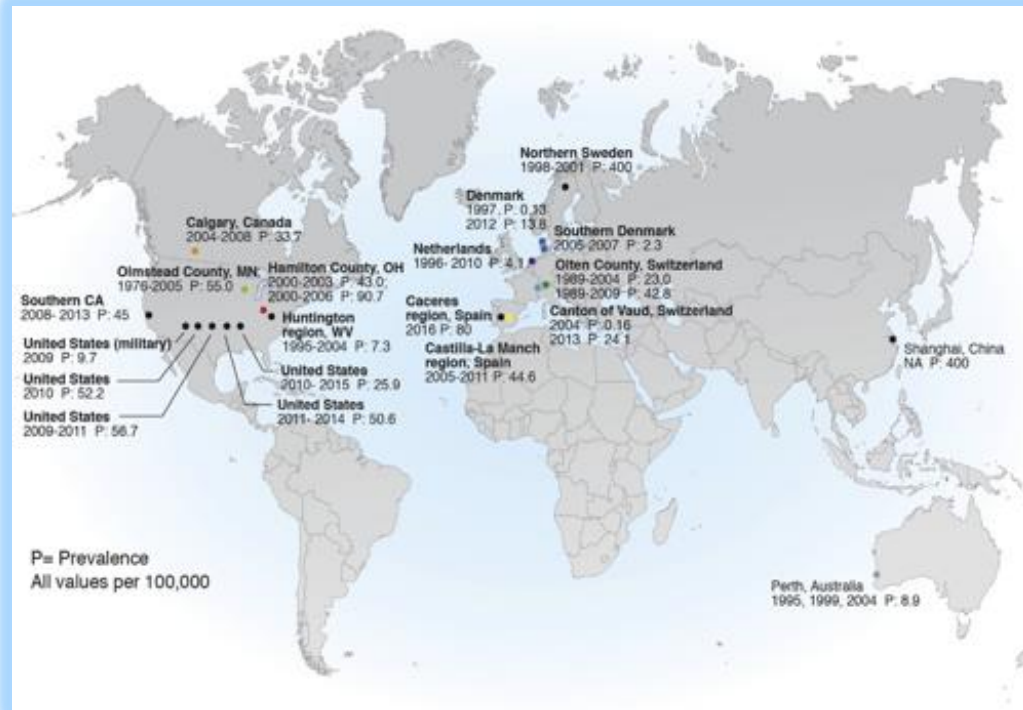 Northern Sweden
1998-2001 P: 400
Denmark
1997, P: 0.13
2012 P: 13.8
Calgary, Canada
2004-2008 P: 33.7
Southern Denmark
2005-2007 P: 2.3
Netherlands
1996- 2010 P: 4.1
Olmstead County, MN;
1976-2005 P: 55.0
Hamilton County, OH
2000-2003 P: 43.0;
2000-2006 P: 90.7
Olten County, Switzerland
1989-2004 P: 23.0
1989-2009 P: 42.8
Southern CA
2008- 2013 P: 45
Huntington
region, WV
1995-2004 P: 7.3
Caceres
region, Spain
2016 P: 80
Canton of Vaud, Switzerland
2004 P: 0.16
2013 P: 24.1
United States (military)
2009 P: 9.7
Castilla-La Manch
region, Spain
2005-2011 P: 44.6
Shanghai, China
NA P: 400
United States
2010 P: 52.2
United States
2010- 2015 P: 25.9
United States
2009-2011 P: 56.7
United States
2011- 2014 P: 50.6
P= Prevalence
All values per 100,000
Perth, Australia
1995, 1999, 2004 P: 8.9